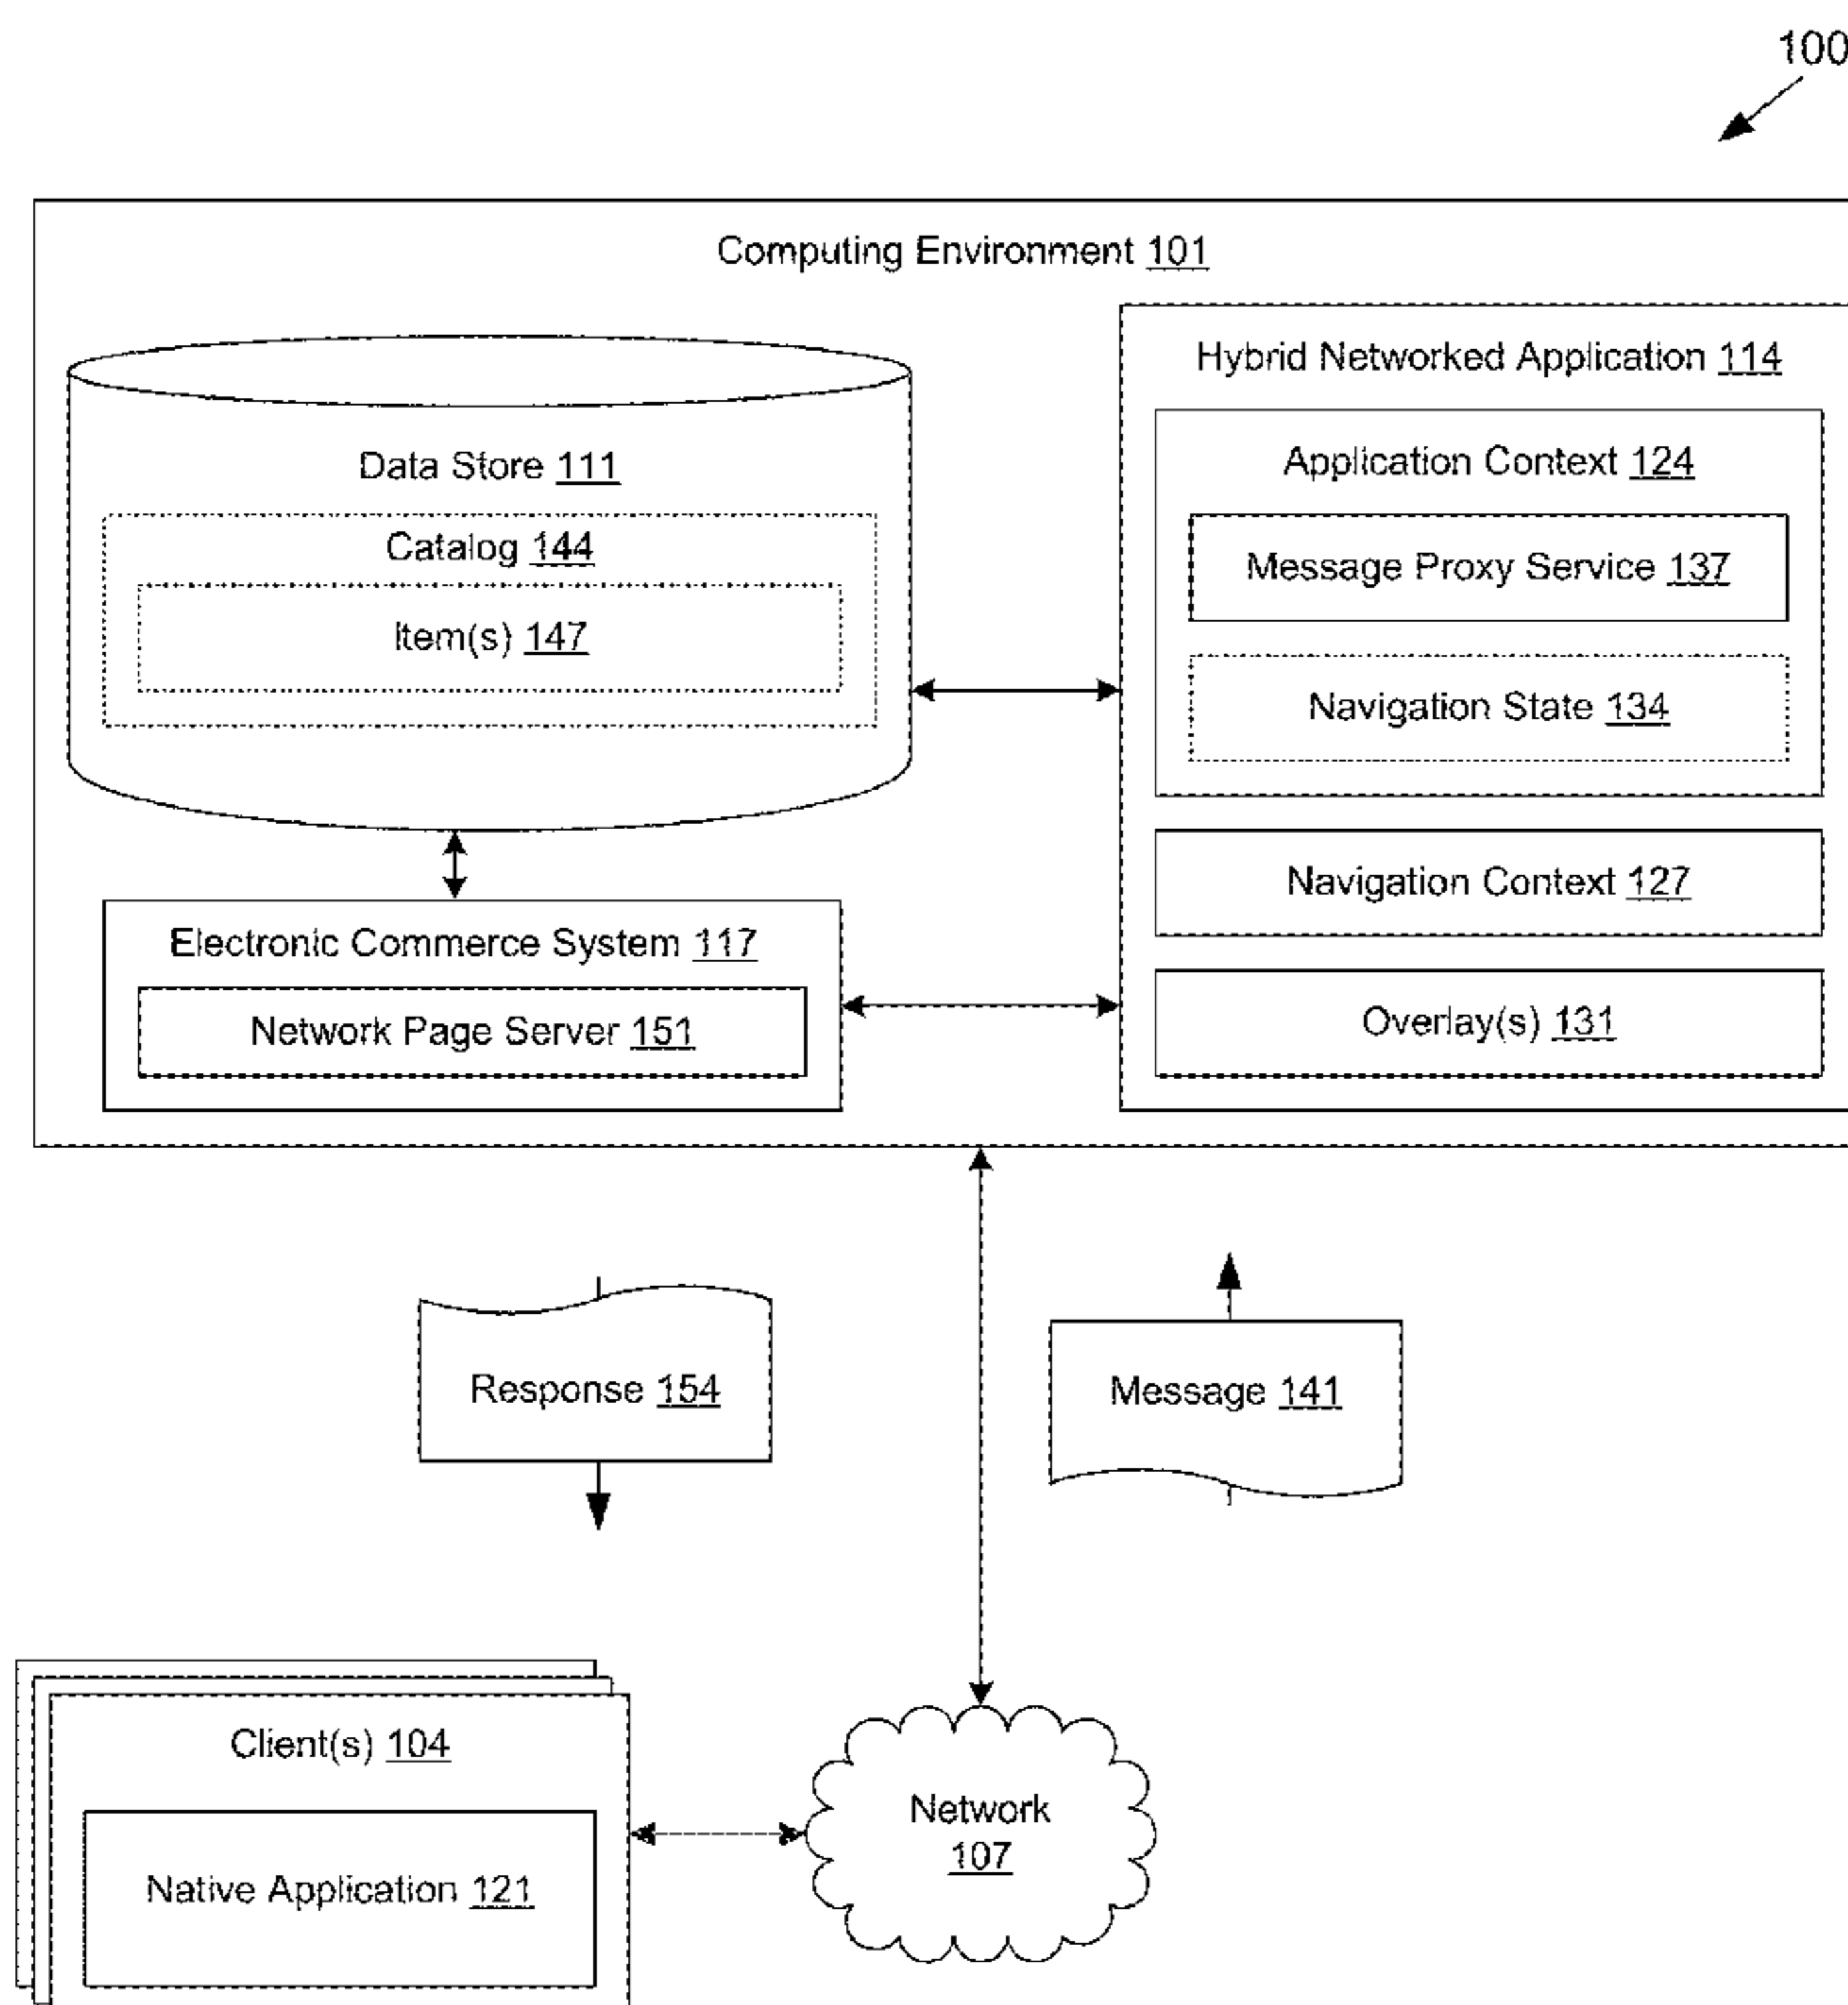 100
Computing Environment 101
Hybrid Networked Application 114
Data Store 111
Application Context 124
Catalog 144
Message Proxy Service 137
Item(s) 147
Navigation State 134
Navigation Context 127
Electronic Commerce System 117
Network Page Server 151
Overlay(s) 131
Response 154
Message 141
Client(s) 104
Network
107
Native Application 121